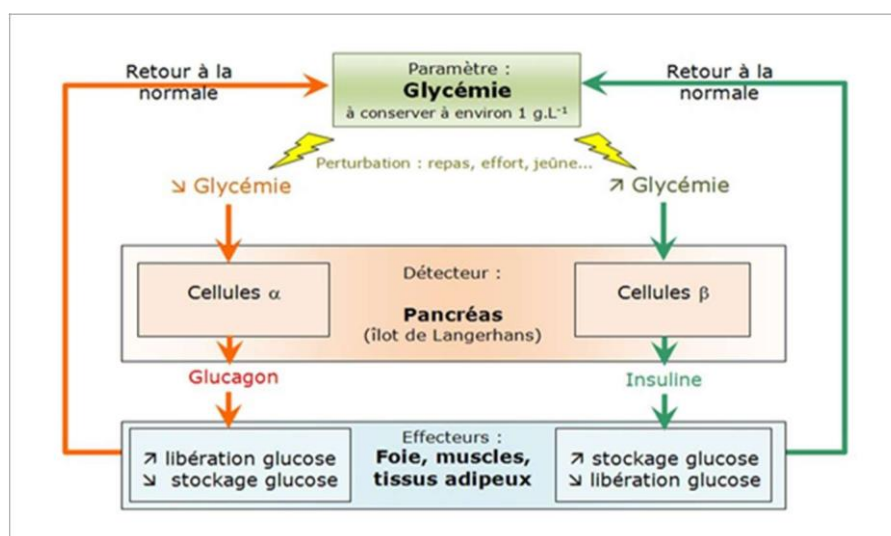 Retour à la
normale
Paramètre :
Glycémie
à conserver à environ 1 g.L⁻¹
Retour à la
normale
Perturbation : repas, effort, jeûne...
↘ Glycémie
↗ Glycémie
Cellules α
Détecteur :
Pancréas
(îlot de Langerhans)
Cellules β
Glucagon
Insuline
↗ libération glucose
↘ stockage glucose
Effecteurs :
Foie, muscles,
tissus adipeux
↗ stockage glucose
↘ libération glucose